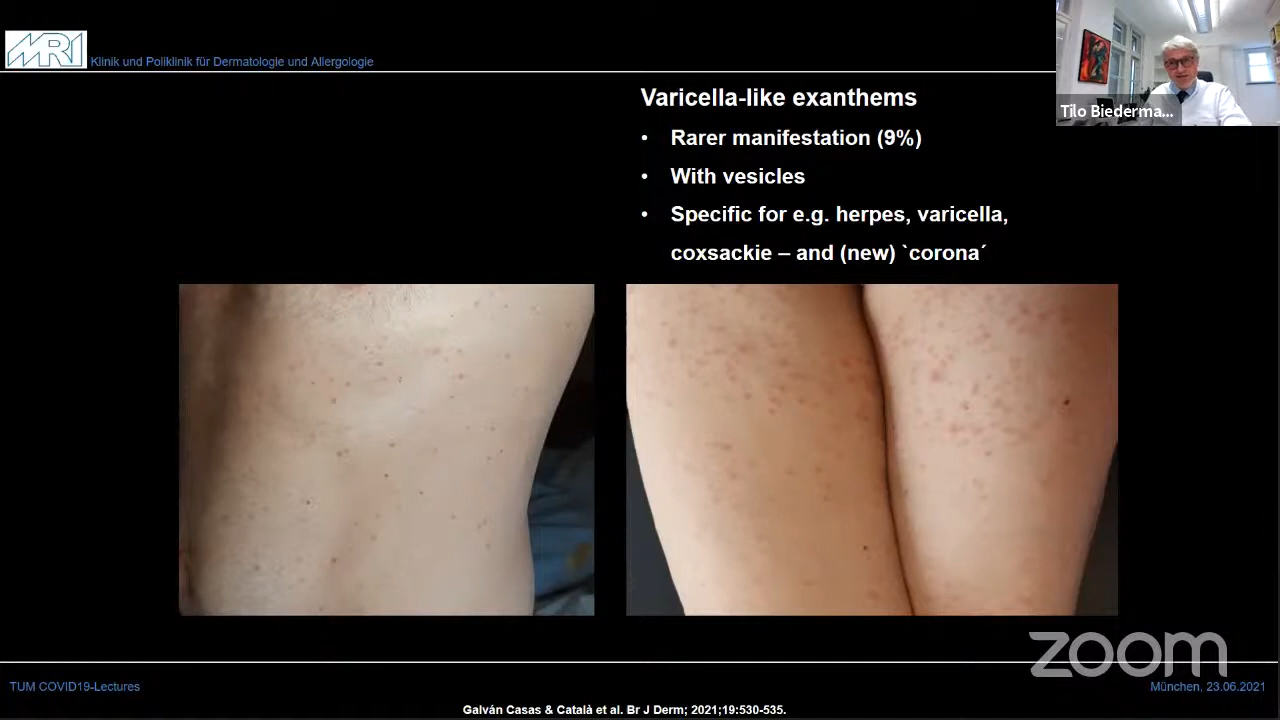 MRI
Klinik und Poliklinik für Dermatologie und Allergologie
Tilo Biederma...
Varicella-like exanthems
• Rarer manifestation (9%)
• With vesicles
• Specific for e.g. herpes, varicella,
coxsackie – and (new) `corona´
zoom
TUM COVID19-Lectures
München, 23.06.2021
Galván Casas & Català et al. Br J Derm; 2021;19:530-535.